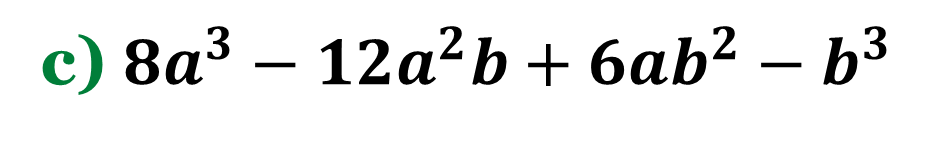 c) 8a³ − 12a²b + 6ab² − b³